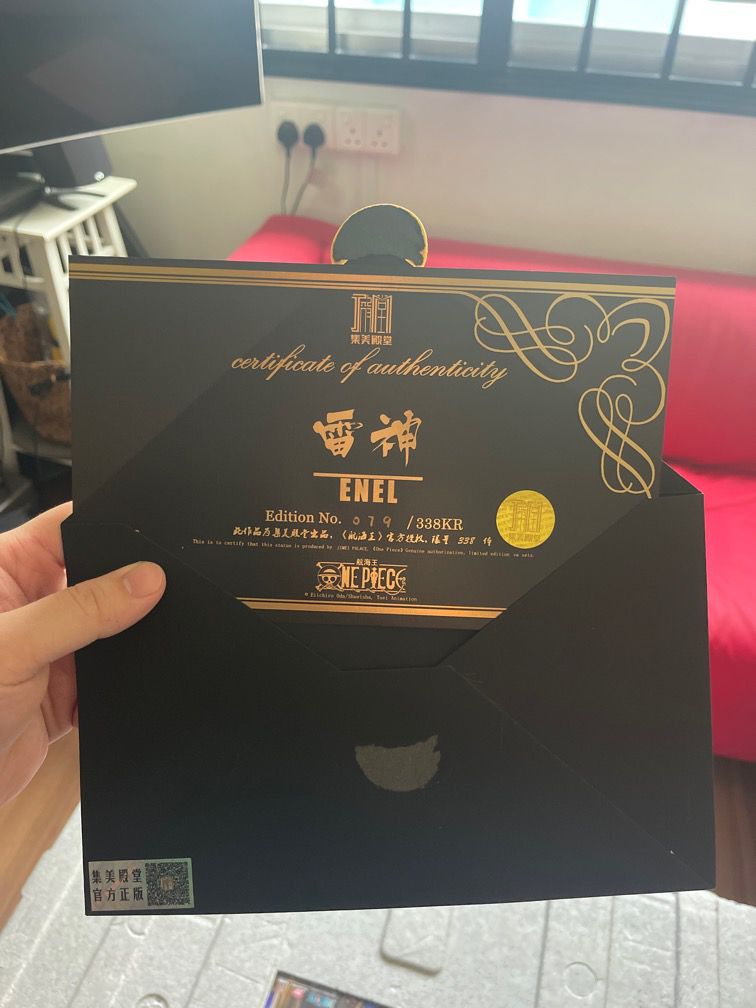 集美殿堂
certificate of authenticity
雷神
ENEL
Edition No. 079 /338KR
此作品为集美殿堂出品，《航海王》官方授权，限量 338 件
This is to certify that this statue is produced by JIMEI PALACE, 《One Piece》 Genuine authorization, limited edition on sets
航海王
ONE PIECE
© Eiichiro Oda/Shueisha, Toei Animation
集美殿堂
官方正版